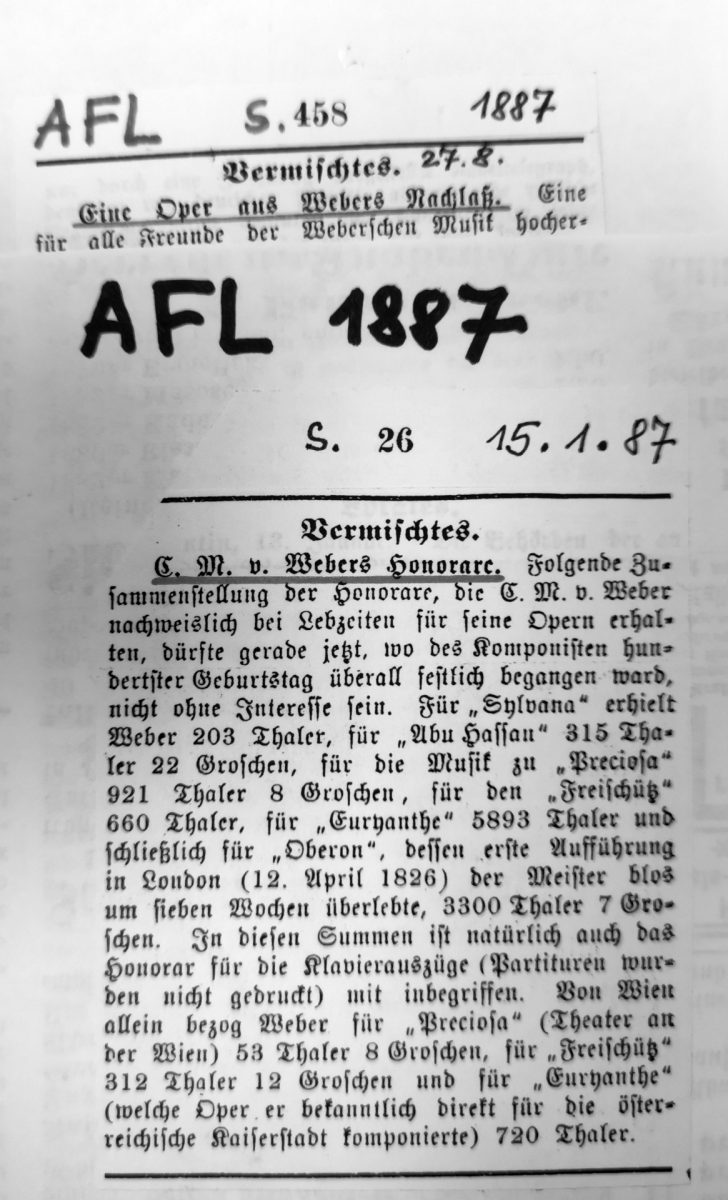 AFL S. 458 1887
Vermischtes. 27. 8.
Eine Oper aus Webers Nachlaß. Eine
für alle Freunde der Weberschen Musik hocher-
AFL 1887
S. 26 15. 1. 87
Vermischtes.
C. M. v. Webers Honorare. Folgende Zu-
sammenstellung der Honorare, die C. M. v. Weber
nachweislich bei Lebzeiten für seine Opern erhal-
ten, dürfte gerade jetzt, wo des Komponisten hun-
dertster Geburtstag überall festlich begangen ward,
nicht ohne Interesse sein. Für „Sylvana“ erhielt
Weber 203 Thaler, für „Abu Hassan“ 315 Tha-
ler 22 Groschen, für die Musik zu „Preciosa“
921 Thaler 8 Groschen, für den „Freischütz“
660 Thaler, für „Euryanthe“ 5893 Thaler und
schließlich für „Oberon“, dessen erste Aufführung
in London (12. April 1826) der Meister blos
um sieben Wochen überlebte, 3300 Thaler 7 Gro-
schen. In diesen Summen ist natürlich auch das
Honorar für die Klavierauszüge (Partituren wur-
den nicht gedruckt) mit inbegriffen. Von Wien
allein bezog Weber für „Preciosa“ (Theater an
der Wien) 53 Thaler 8 Groschen, für „Freischütz“
312 Thaler 12 Groschen und für „Euryanthe“
(welche Oper er bekanntlich direkt für die öster-
reichische Kaiserstadt komponierte) 720 Thaler.